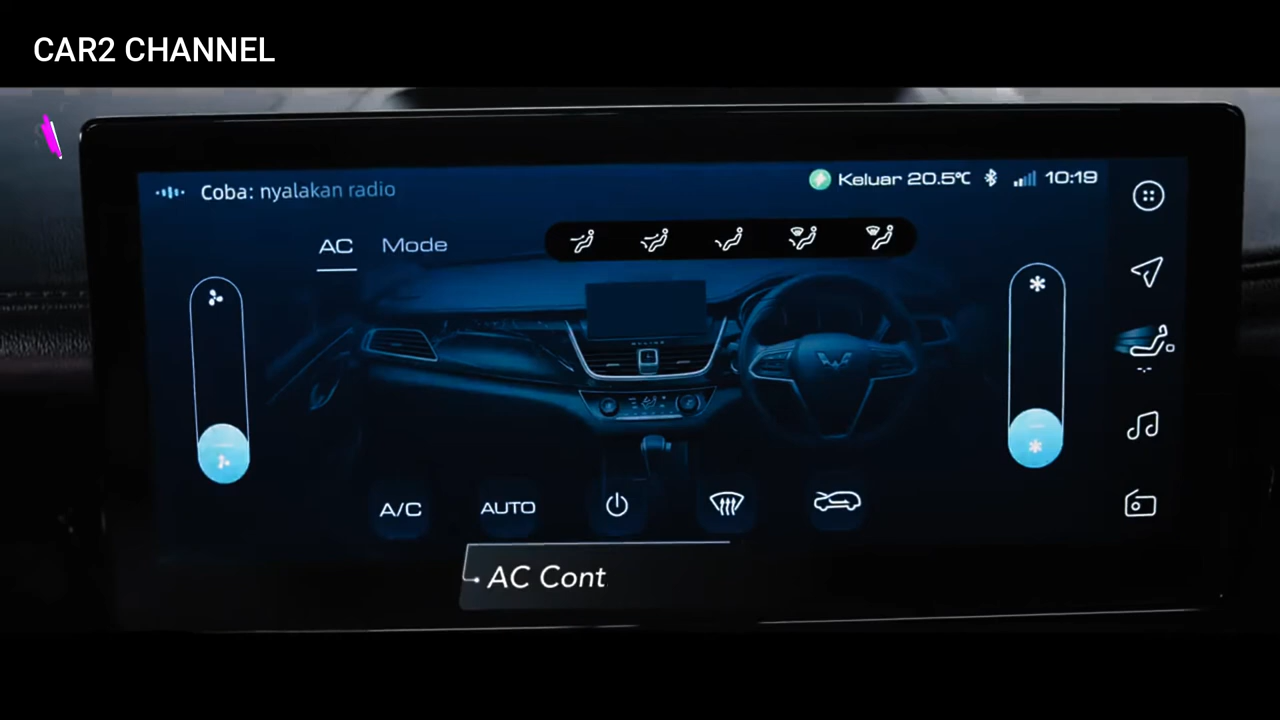 CAR2 CHANNEL
Coba: nyalakan radio
Keluar 20.5℃ 10:19
AC Mode
A/C AUTO
AC Cont